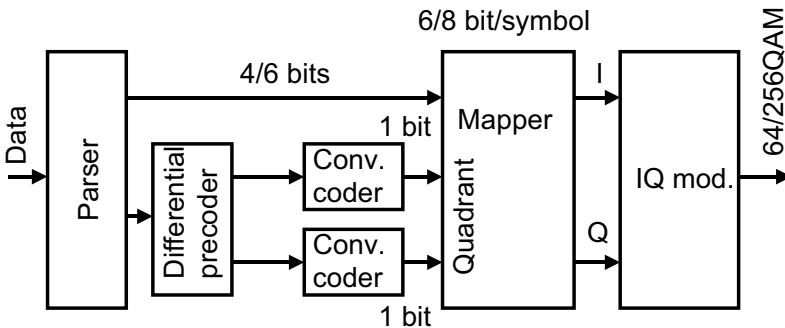 6/8 bit/symbol
4/6 bits
I
64/256QAM
1 bit
Data
Parser
Mapper
Differential
precoder
Conv.
coder
Quadrant
IQ mod.
Q
Conv.
coder
1 bit